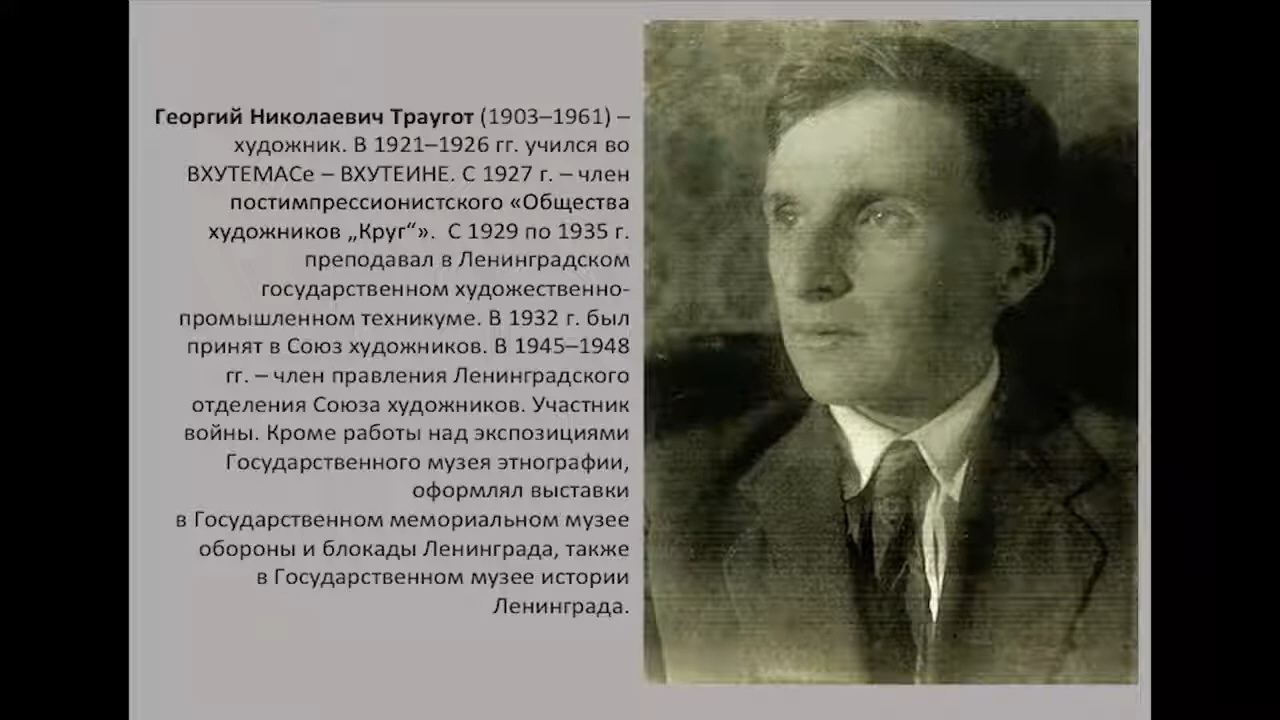 Георгий Николаевич Траугот (1903–1961) –
художник. В 1921–1926 гг. учился во
ВХУТЕМАСе – ВХУТЕИНЕ. С 1927 г. – член
постимпрессионистского «Общества
художников „Круг“». С 1929 по 1935 г.
преподавал в Ленинградском
государственном художественно-
промышленном техникуме. В 1932 г. был
принят в Союз художников. В 1945–1948
гг. – член правления Ленинградского
отделения Союза художников. Участник
войны. Кроме работы над экспозициями
Государственного музея этнографии,
оформлял выставки
в Государственном мемориальном музее
обороны и блокады Ленинграда, также
в Государственном музее истории
Ленинграда.